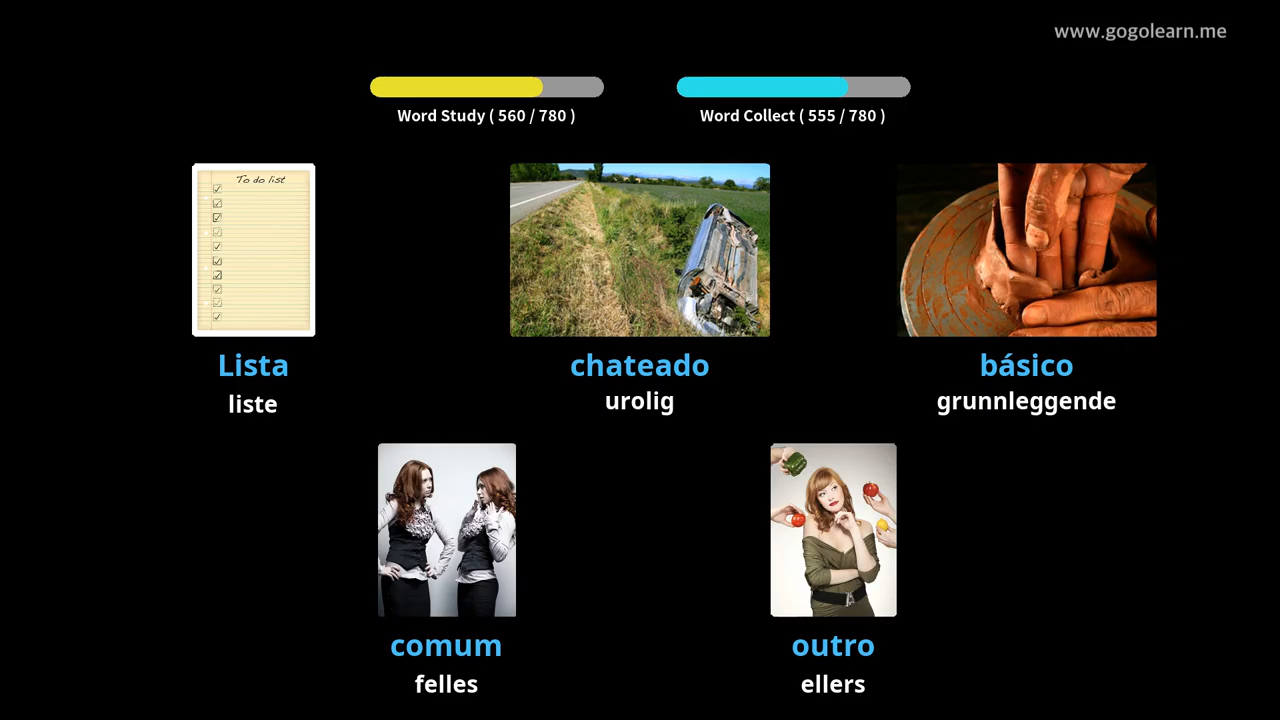 www.gogolearn.me
Word Study ( 560 / 780 )
Word Collect ( 555 / 780 )
To do list
Lista
chateado
básico
liste
urolig
grunnleggende
comum
outro
felles
ellers